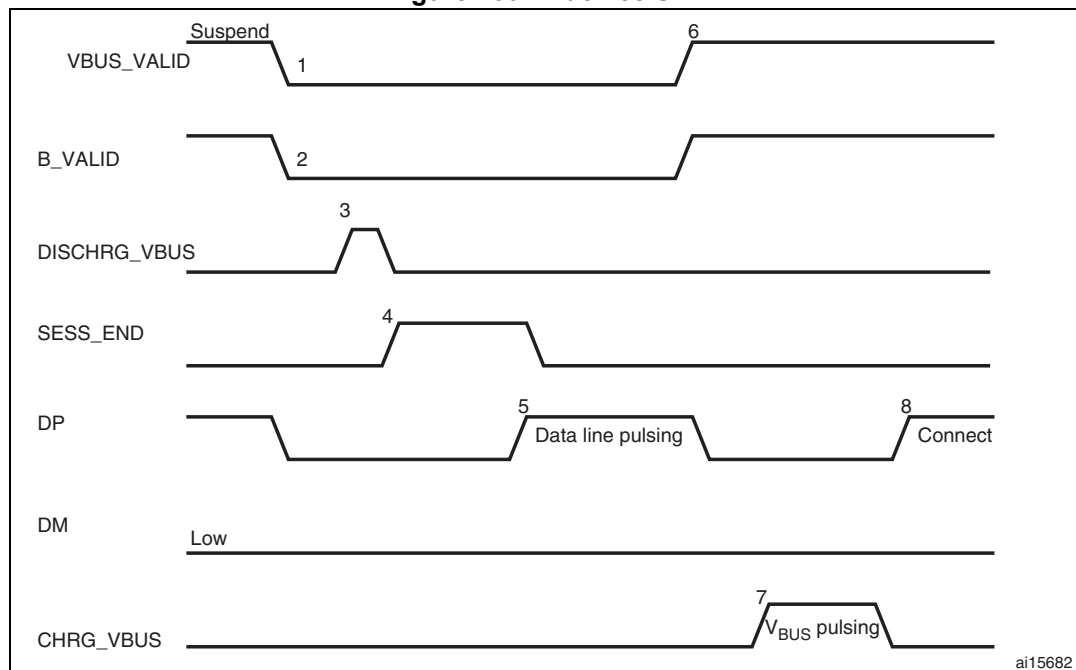 Suspend
6
VBUS_VALID
1
B_VALID
2
3
DISCHRG_VBUS
4
SESS_END
5
8
DP
Data line pulsing
Connect
DM
Low
7
VBUS pulsing
CHRG_VBUS
ai15682